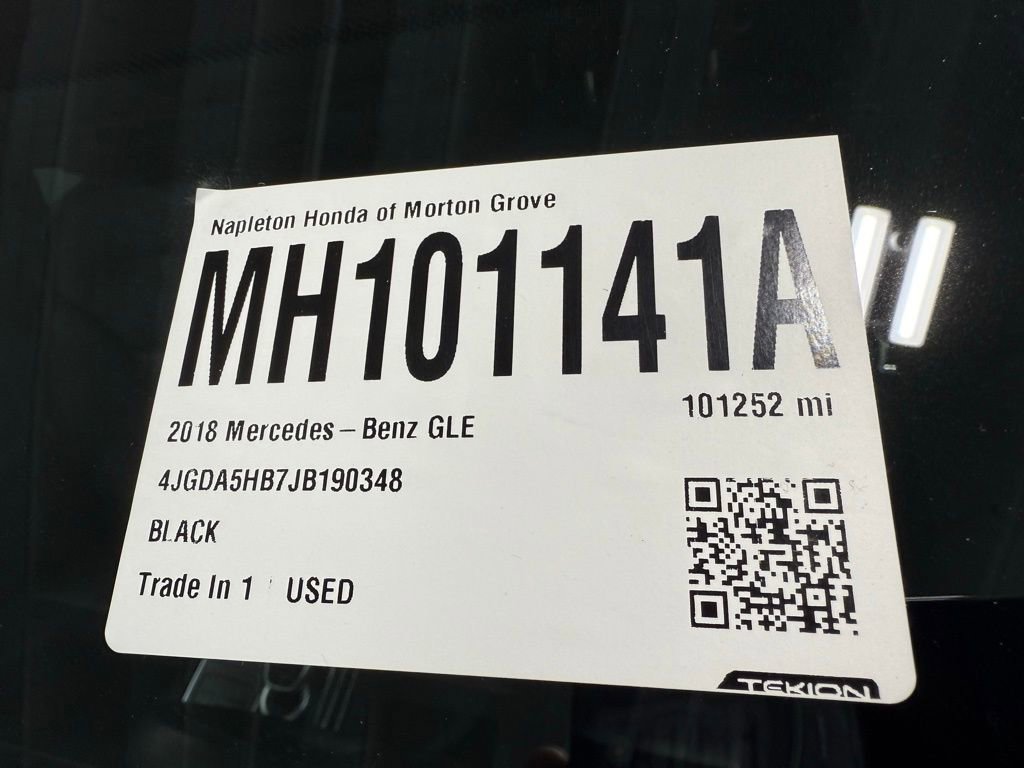 Napleton Honda of Morton Grove
MH101141A
101252 mi
2018 Mercedes-Benz GLE
4JGDA5HB7JB190348
BLACK
Trade In 1 USED
TEKION